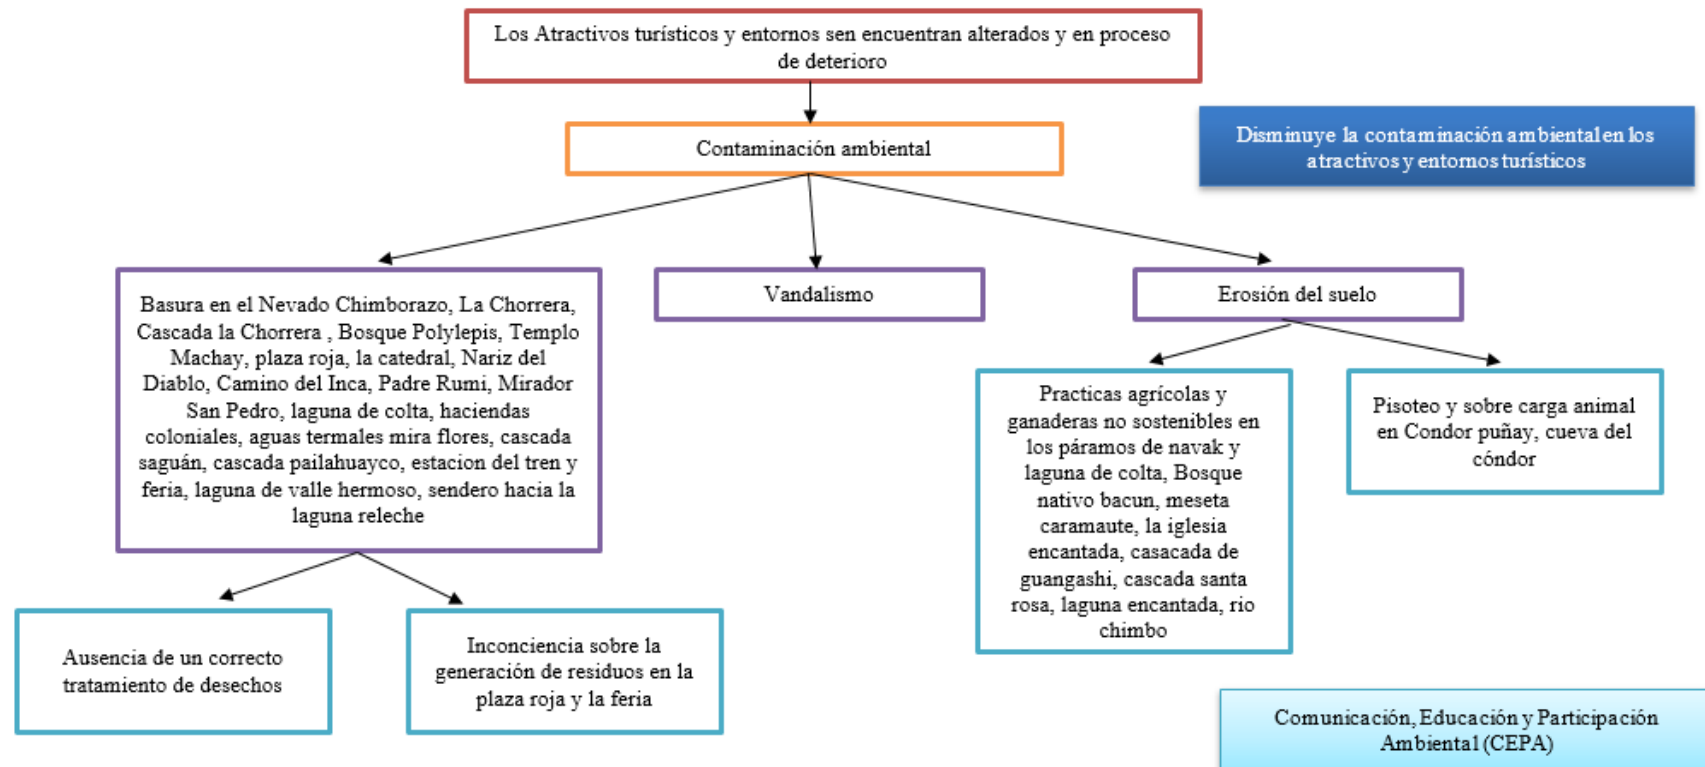 Los Atractivos turísticos y entornos sen encuentran alterados y en proceso
de deterioro
Contaminación ambiental
Disminuye la contaminación ambiental en los
atractivos y entornos turísticos
Basura en el Nevado Chimborazo, La Chorrera,
Cascada la Chorrera , Bosque Polylepis, Templo
Machay, plaza roja, la catedral, Nariz del
Diablo, Camino del Inca, Padre Rumi, Mirador
San Pedro, laguna de colta, haciendas
coloniales, aguas termales mira flores, cascada
saguán, cascada pailahuayco, estacion del tren y
feria, laguna de valle hermoso, sendero hacia la
laguna releche
Vandalismo
Erosión del suelo
Practicas agrícolas y
ganaderas no sostenibles en
los páramos de navak y
laguna de colta, Bosque
nativo bacun, meseta
caramaute, la iglesia
encantada, casacada de
guangashi, cascada santa
rosa, laguna encantada, rio
chimbo
Pisoteo y sobre carga animal
en Condor puñay, cueva del
cóndor
Ausencia de un correcto
tratamiento de desechos
Inconciencia sobre la
generación de residuos en la
plaza roja y la feria
Comunicación, Educación y Participación
Ambiental (CEPA)